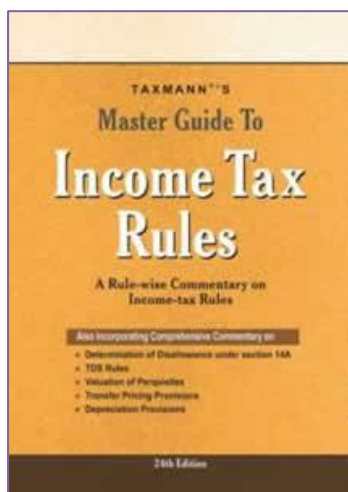 TAXMANN®'S
Master Guide To
Income Tax
Rules
A Rule-wise Commentary on
Income-tax Rules
Also Incorporating Comprehensive Commentary on
• Determination of Disallowance under section 14A
• TDS Rules
• Valuation of Perquisites
• Transfer Pricing Provisions
• Depreciation Provisions
24th Edition